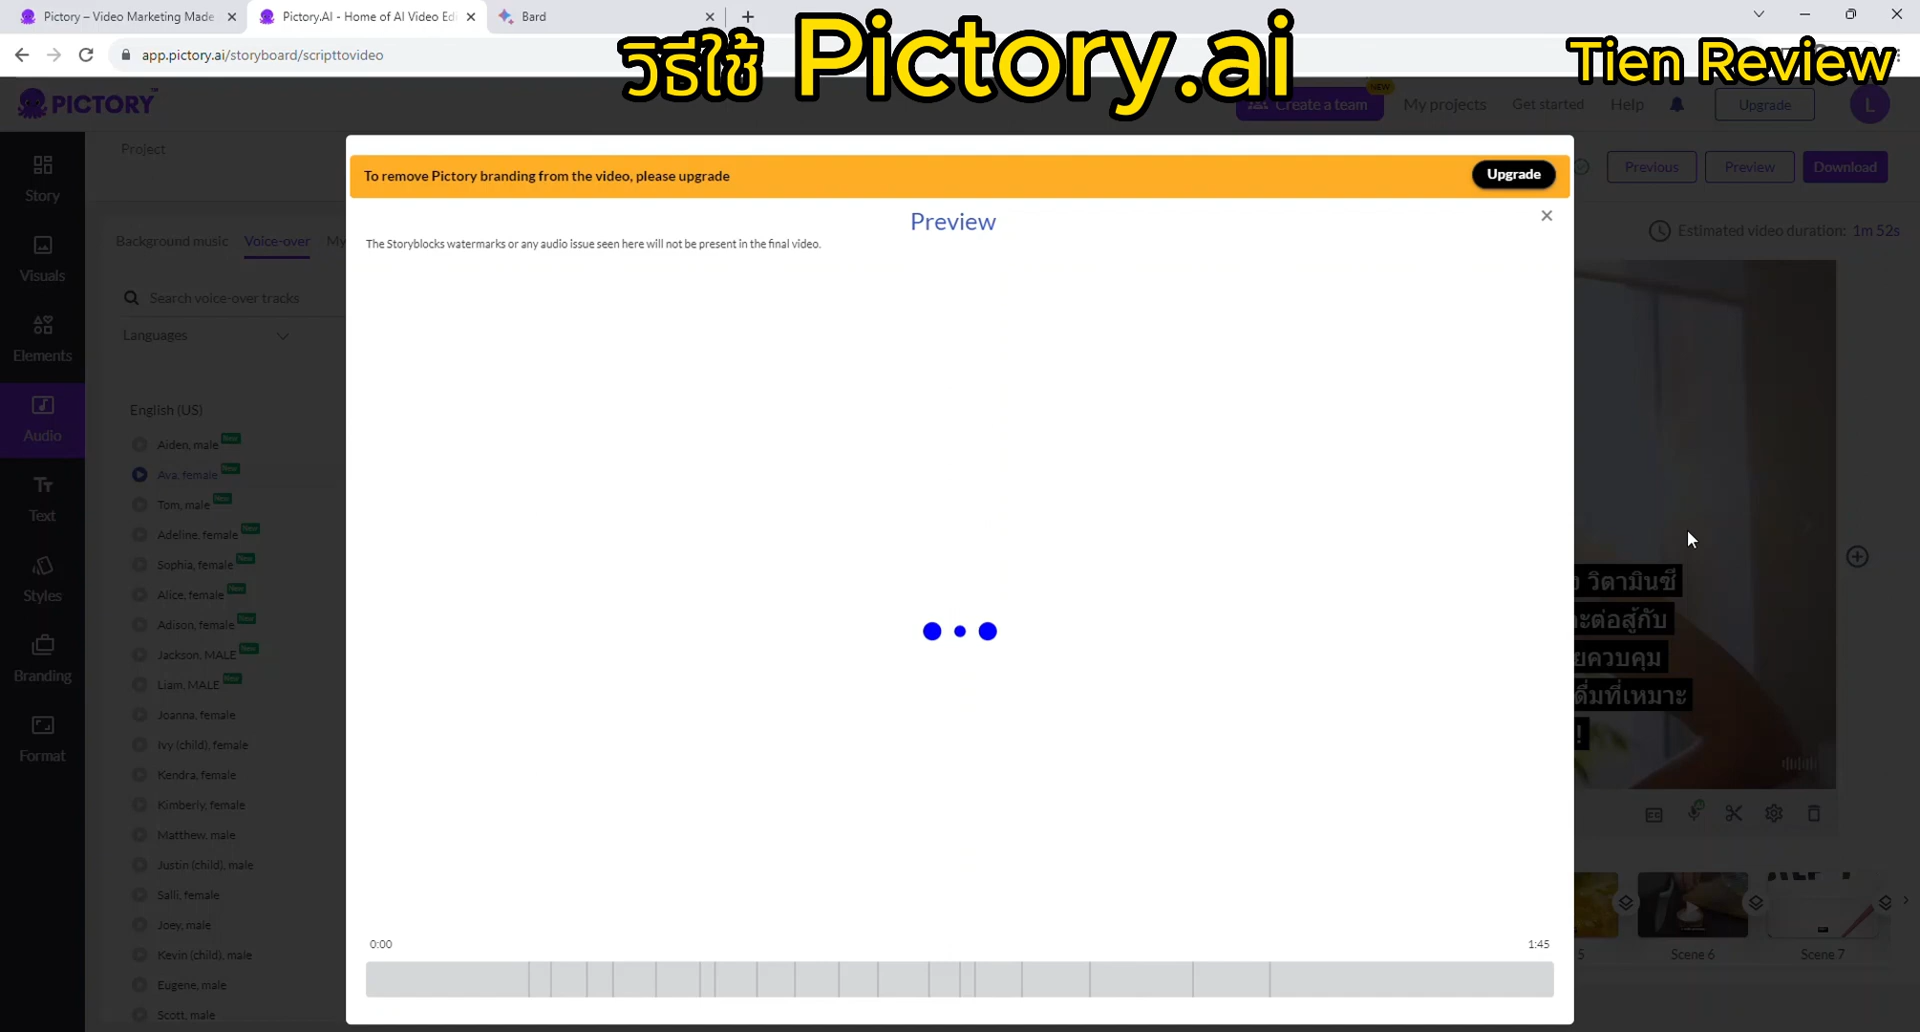 Pictory – Video Marketing Made
Pictory.AI - Home of AI Video Edi
Bard
app.pictory.ai/storyboard/scripttovideo
วิธีใช้ Pictory.ai
Tien Review
PICTORY
NEW
Create a team
My projects
Get started
Help
Upgrade
L
Project
To remove Pictory branding from the video, please upgrade
Upgrade
Previous
Preview
Download
Preview
The Storyblocks watermarks or any audio issue seen here will not be present in the final video.
Estimated video duration: 1m 52s
Story
Visuals
Elements
Audio
Text
Styles
Branding
Format
Background music
Voice-over
My
Search voice-over tracks
Languages
English (US)
Aiden, male New
Ava, female New
Tom, male New
Adeline, female New
Sophia, female New
Alice, female New
Adison, female New
Jackson, MALE New
Liam, MALE New
Joanna, female
Ivy (child), female
Kendra, female
Kimberly, female
Matthew, male
Justin (child), male
Salli, female
Joey, male
Kevin (child), male
Eugene, male
Scott, male
วิตามินซี
ะต่อสู้กับ
ยควบคุม
ดื่มที่เหมาะ
!
0:00
1:45
5
Scene 6
Scene 7